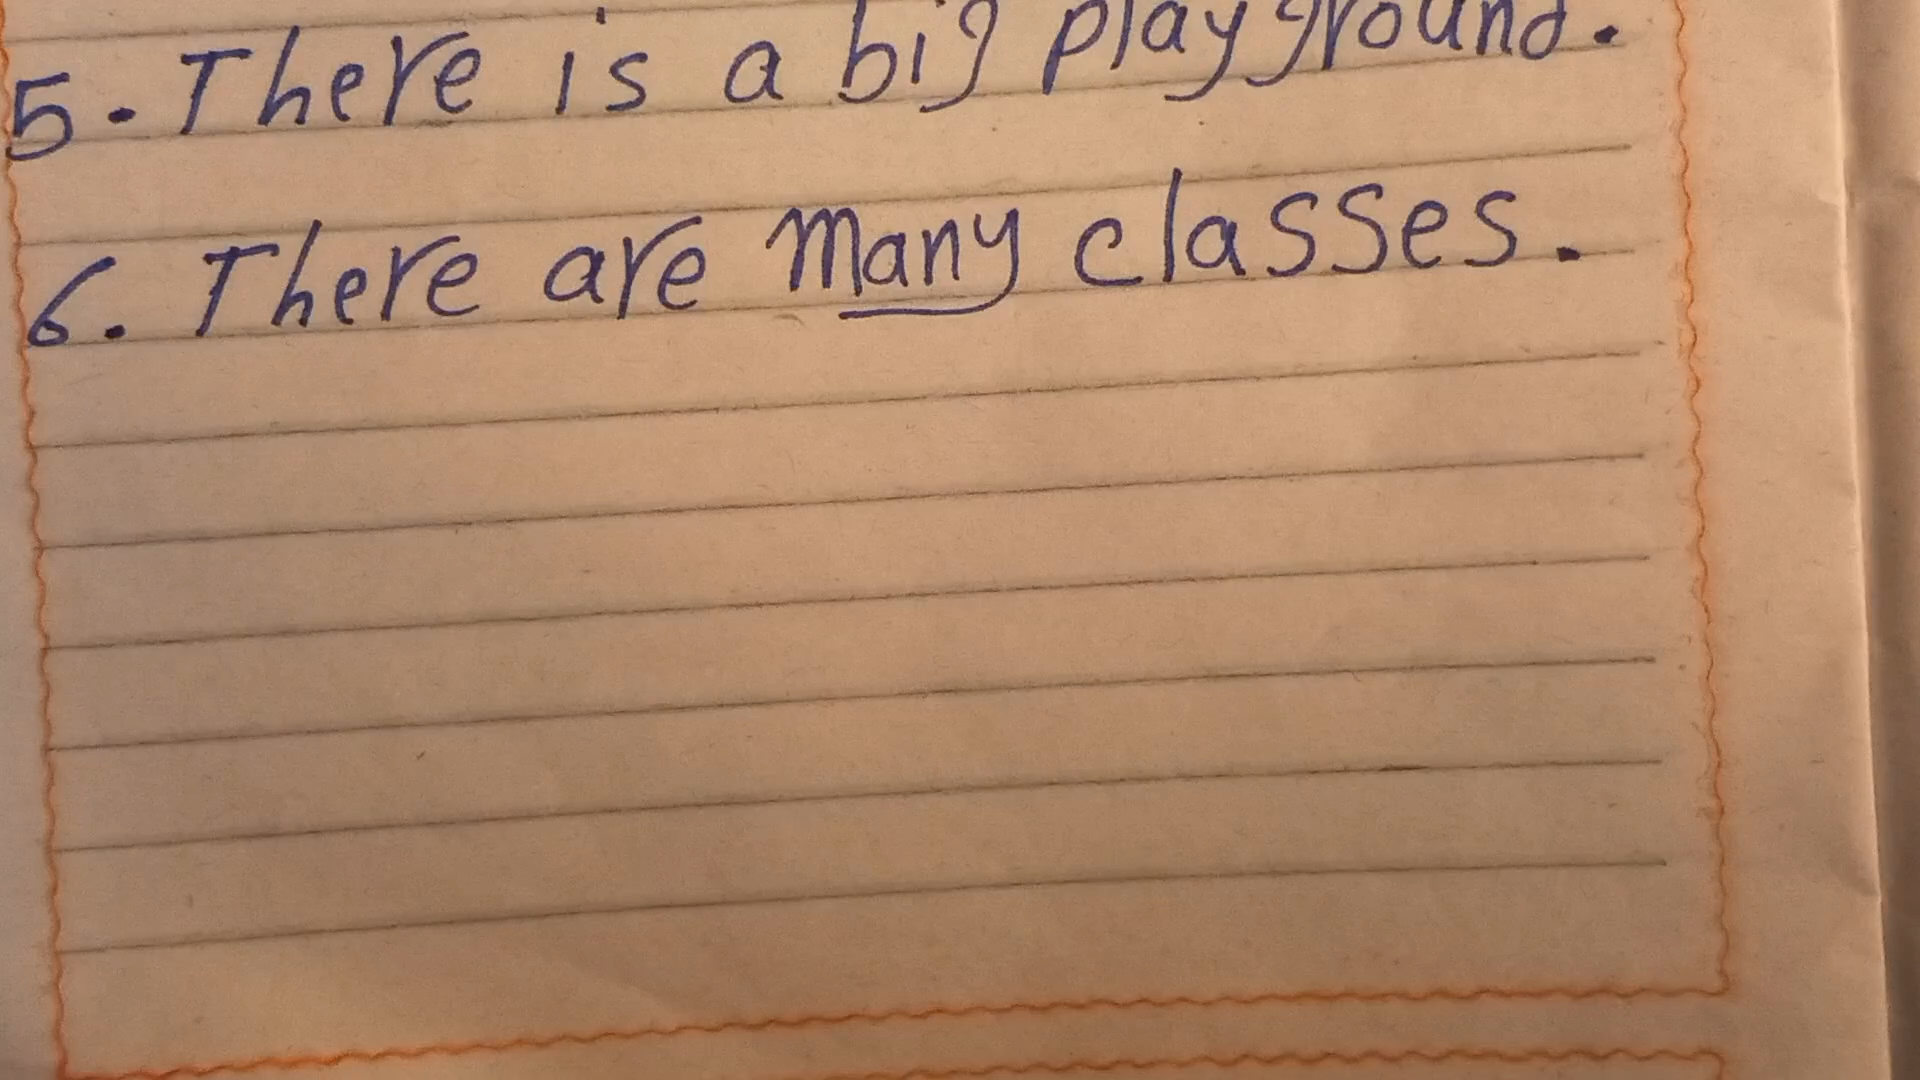 5. There is a big playground.
6. There are many classes.